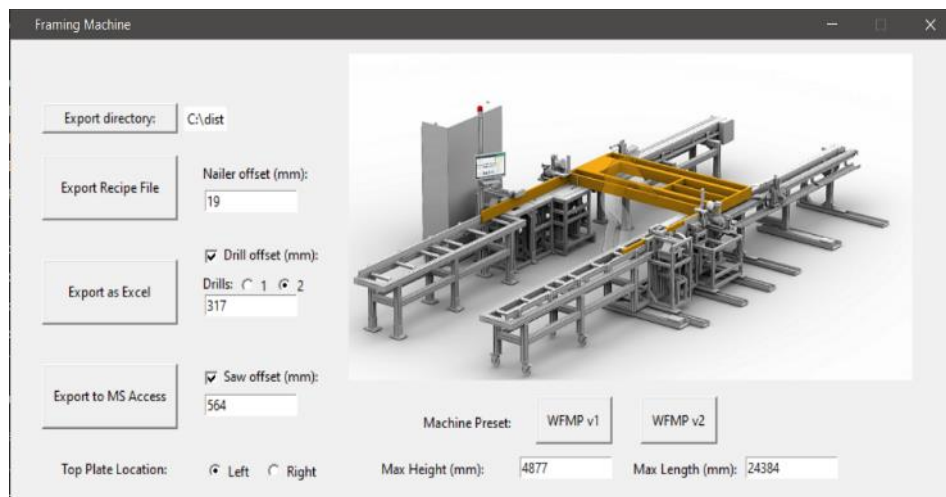 Framing Machine
Export directory: C:\dist
Export Recipe File
Nailer offset (mm):
19
Export as Excel
Drill offset (mm):
Drills: 1 2
317
Export to MS Access
Saw offset (mm):
564
Machine Preset: WFMP v1 WFMP v2
Top Plate Location: Left Right
Max Height (mm): 4877
Max Length (mm): 24384